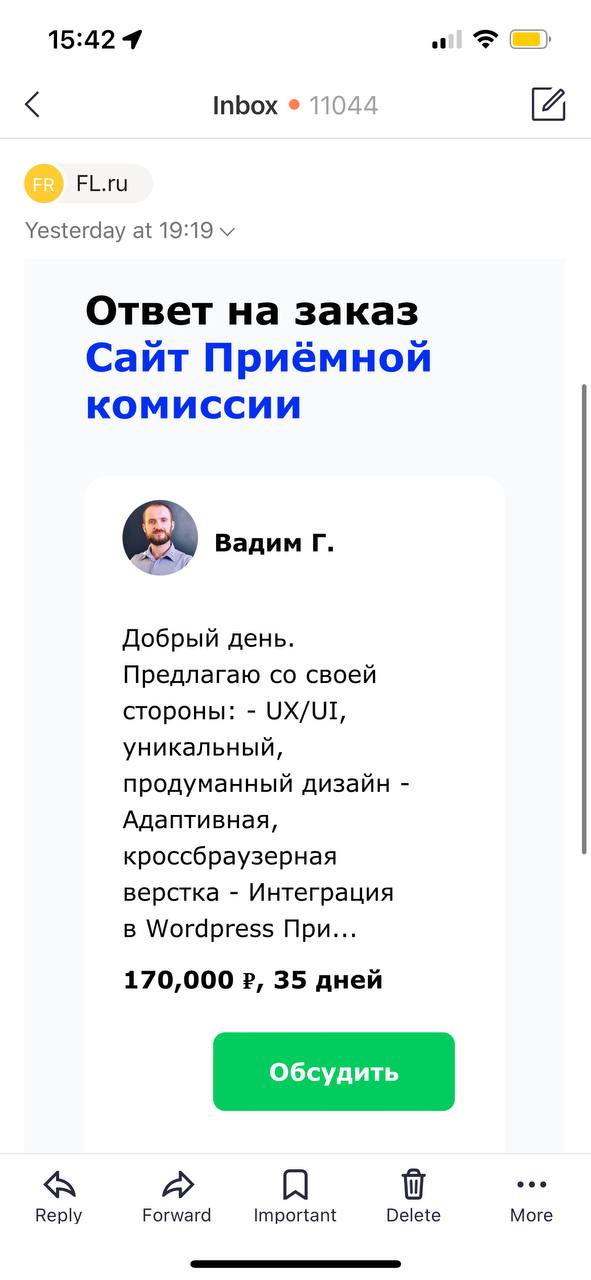 15:42
Inbox • 11044
FR FL.ru
Yesterday at 19:19
Ответ на заказ
Сайт Приёмной
комиссии
Вадим Г.
Добрый день.
Предлагаю со своей
стороны: - UX/UI,
уникальный,
продуманный дизайн -
Адаптивная,
кроссбраузерная
верстка - Интеграция
в Wordpress При...
170,000 ₽, 35 дней
Обсудить
Reply Forward Important Delete More